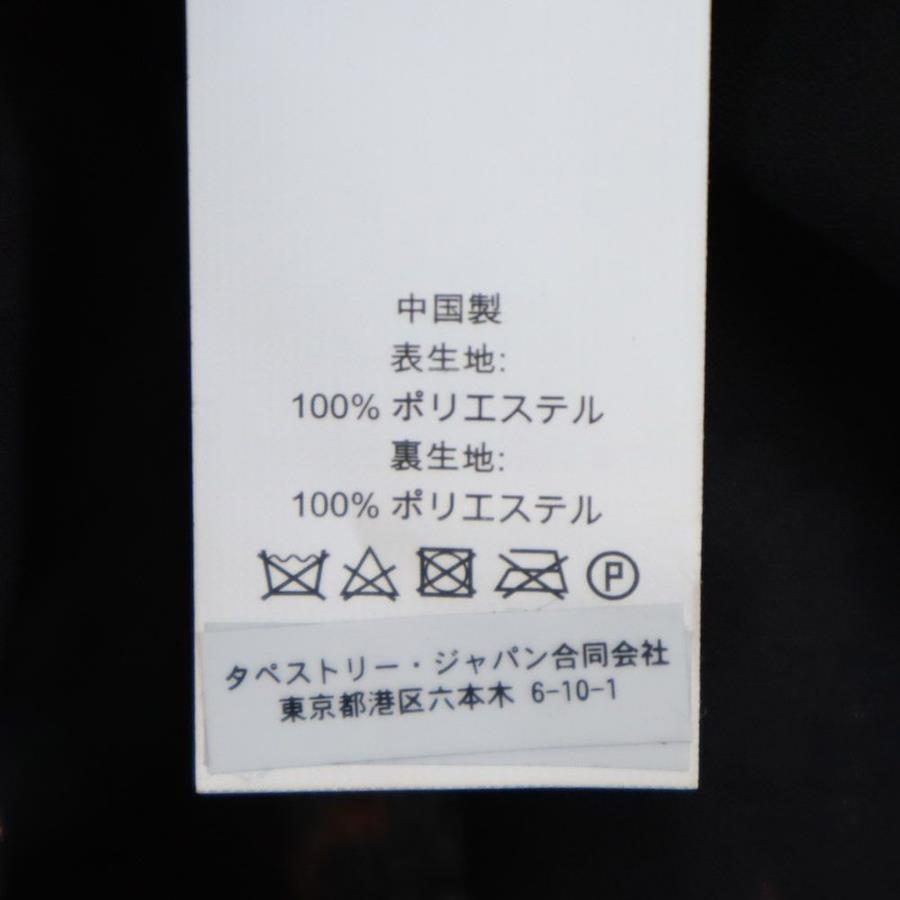 中国製
表生地:
100% ポリエステル
裏生地:
100% ポリエステル
P
タペストリー・ジャパン合同会社
東京都港区六本木 6-10-1